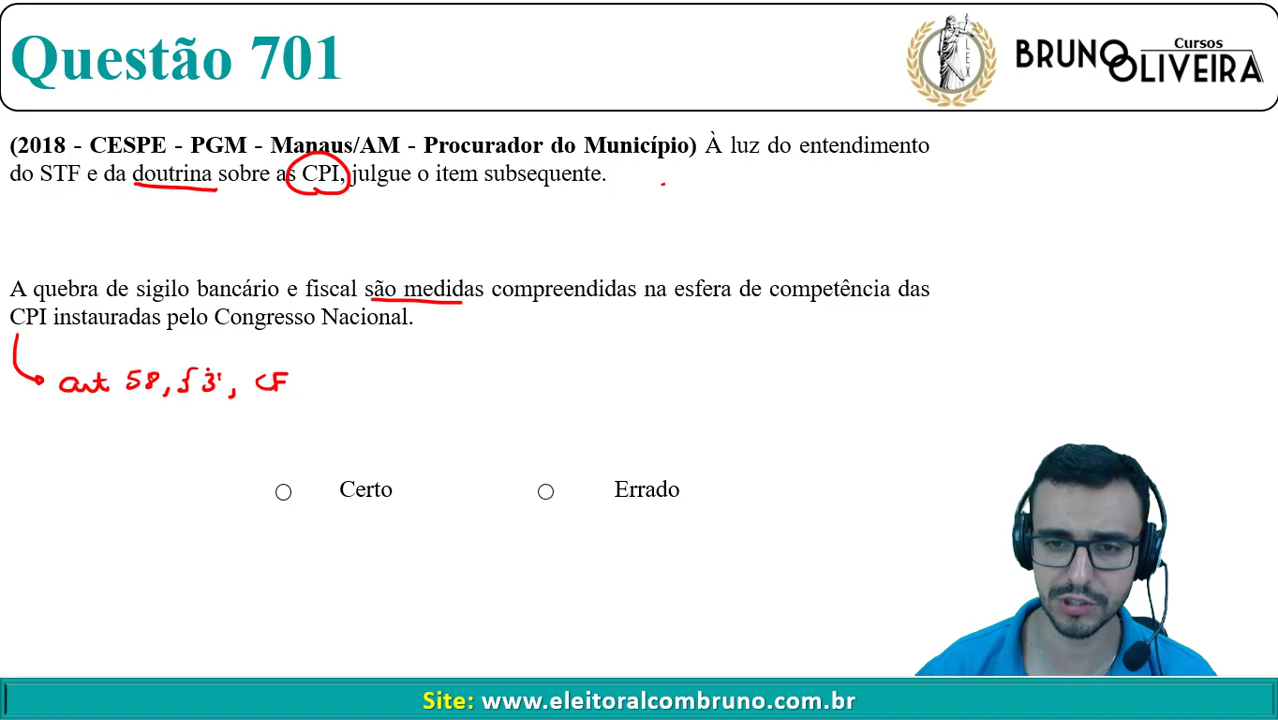 Questão 701
Cursos
BRUNO OLIVEIRA
LEX
(2018 - CESPE - PGM - Manaus/AM - Procurador do Município) À luz do entendimento
do STF e da doutrina sobre as CPI, julgue o item subsequente.
A quebra de sigilo bancário e fiscal são medidas compreendidas na esfera de competência das
CPI instauradas pelo Congresso Nacional.
art 58, § 3º, CF
Certo Errado
Site: www.eleitoralcombruno.com.br